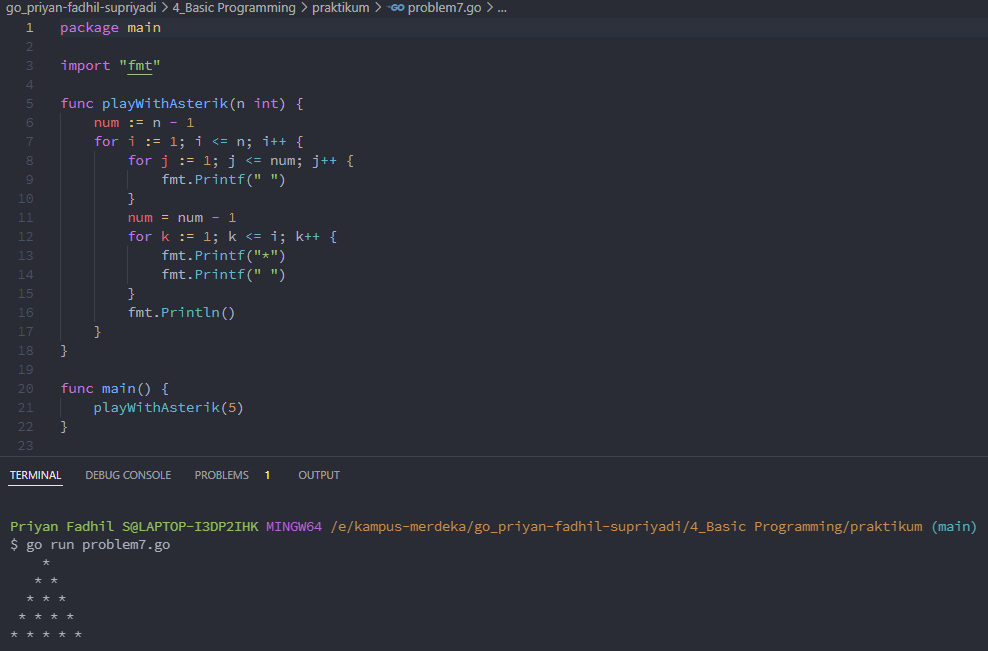 go_priyan-fadhil-supriyadi > 4_Basic Programming > praktikum > GO problem7.go > ...
1 package main
2
3 import "fmt"
4
5 func playWithAsterik(n int) {
6     num := n - 1
7     for i := 1; i <= n; i++ {
8         for j := 1; j <= num; j++ {
9             fmt.Printf(" ")
10         }
11         num = num - 1
12         for k := 1; k <= i; k++ {
13             fmt.Printf("*")
14             fmt.Printf(" ")
15         }
16         fmt.Println()
17     }
18 }
19
20 func main() {
21     playWithAsterik(5)
22 }
23
TERMINAL DEBUG CONSOLE PROBLEMS 1 OUTPUT
Priyan Fadhil S@LAPTOP-I3DP2IHK MINGW64 /e/kampus-merdeka/go_priyan-fadhil-supriyadi/4_Basic Programming/praktikum (main)
$ go run problem7.go
    *
   * *
  * * *
 * * * *
* * * * *